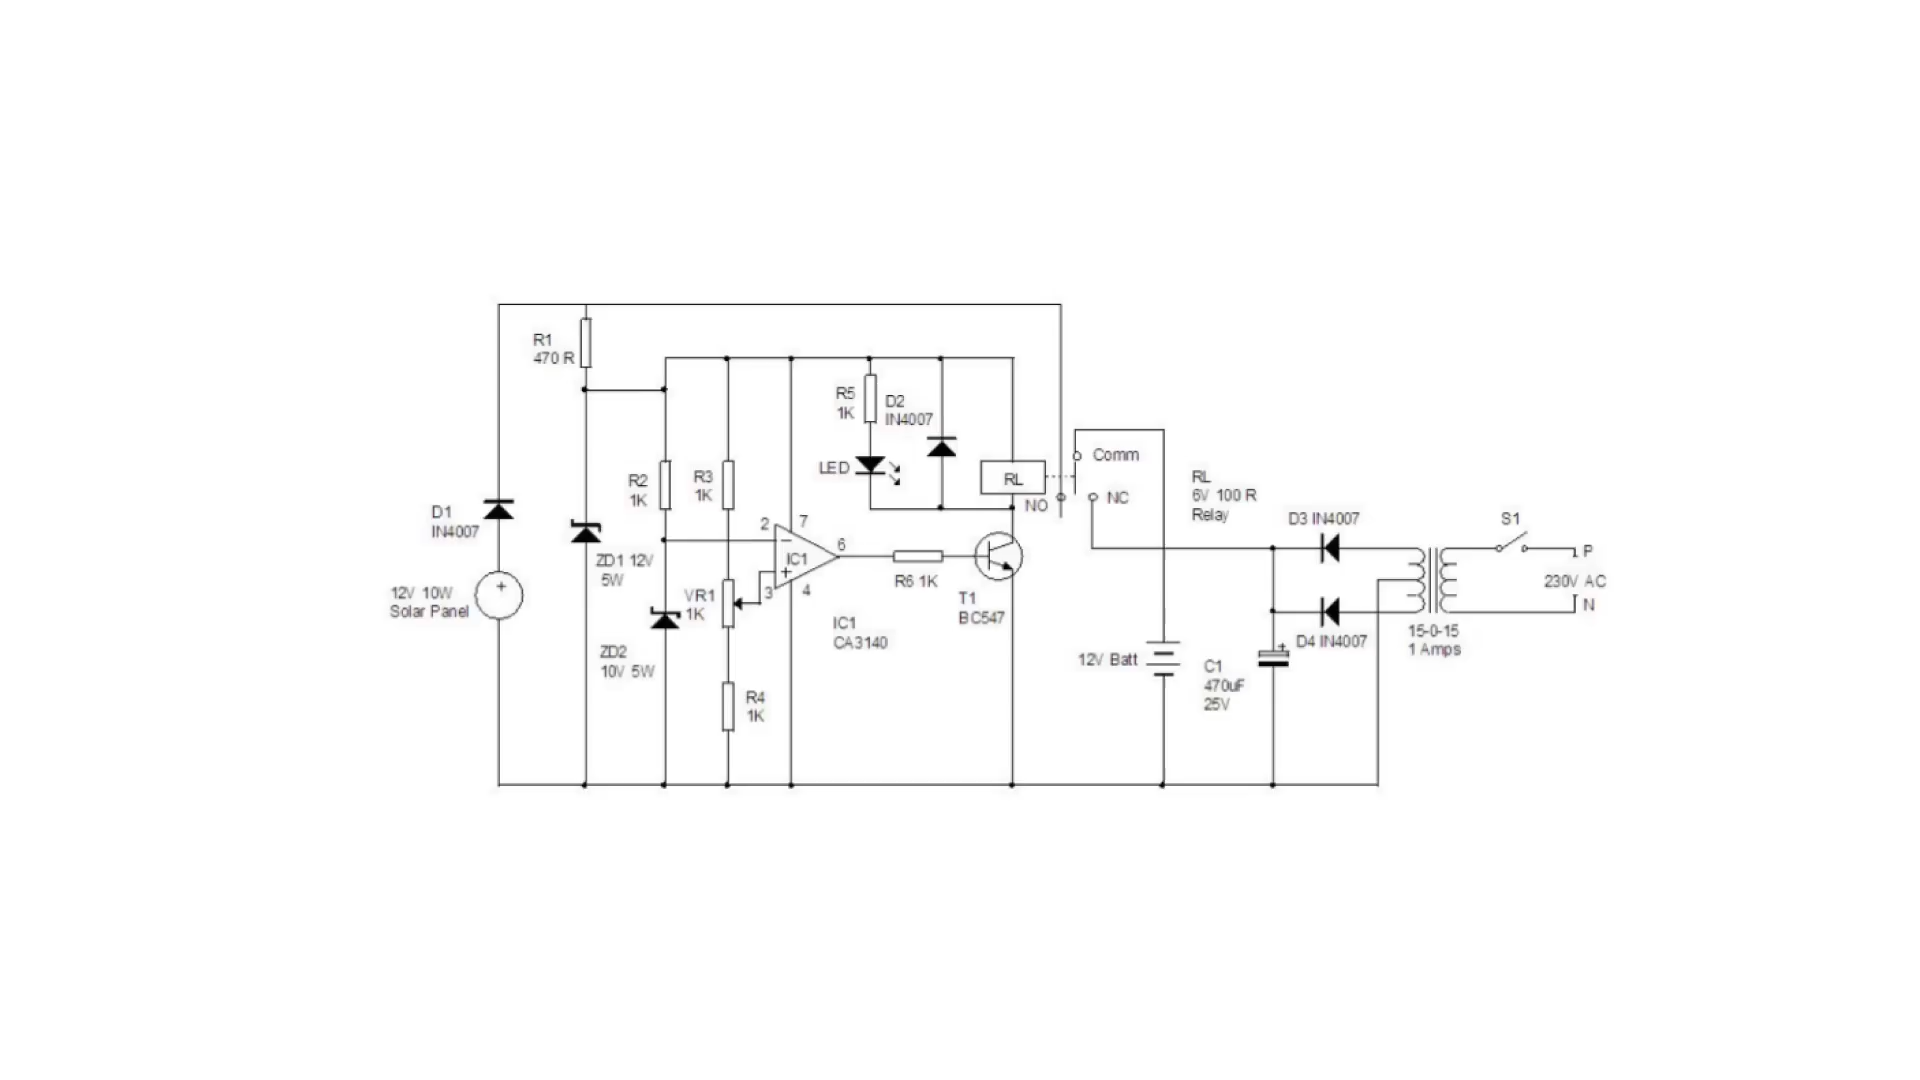 R1
470 R
R5
1K
D2
IN4007
LED
RL
NO
Comm
NC
R2
1K
R3
1K
D1
IN4007
12V 10W
Solar Panel
+
ZD1 12V
5W
2
7
−
IC1
+
3
4
6
VR1
1K
R6 1K
T1
BC547
IC1
CA3140
ZD2
10V 5W
R4
1K
RL
6V 100 R
Relay
D3 IN4007
S1
P
230V AC
N
D4 IN4007
15-0-15
1 Amps
12V Batt
+
C1
470uF
25V